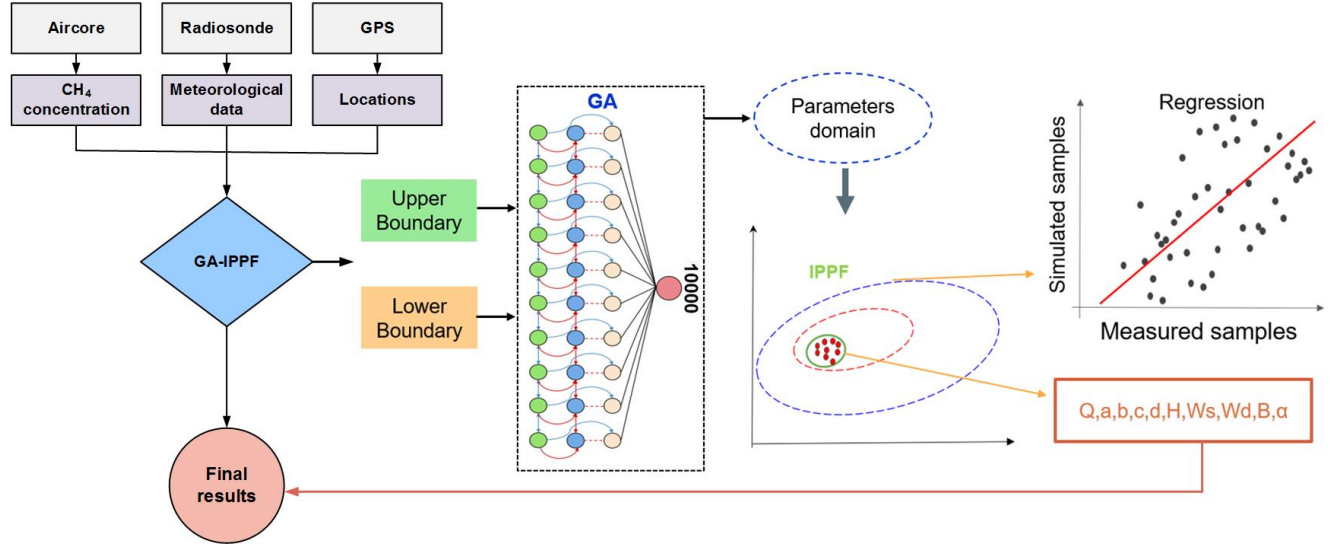 Aircore
Radiosonde
GPS
CH₄
concentration
Meteorological
data
Locations
GA-IPPF
Upper
Boundary
Lower
Boundary
GA
10000
Parameters
domain
IPPF
Regression
Simulated samples
Measured samples
Q,a,b,c,d,H,Ws,Wd,B,α
Final
results